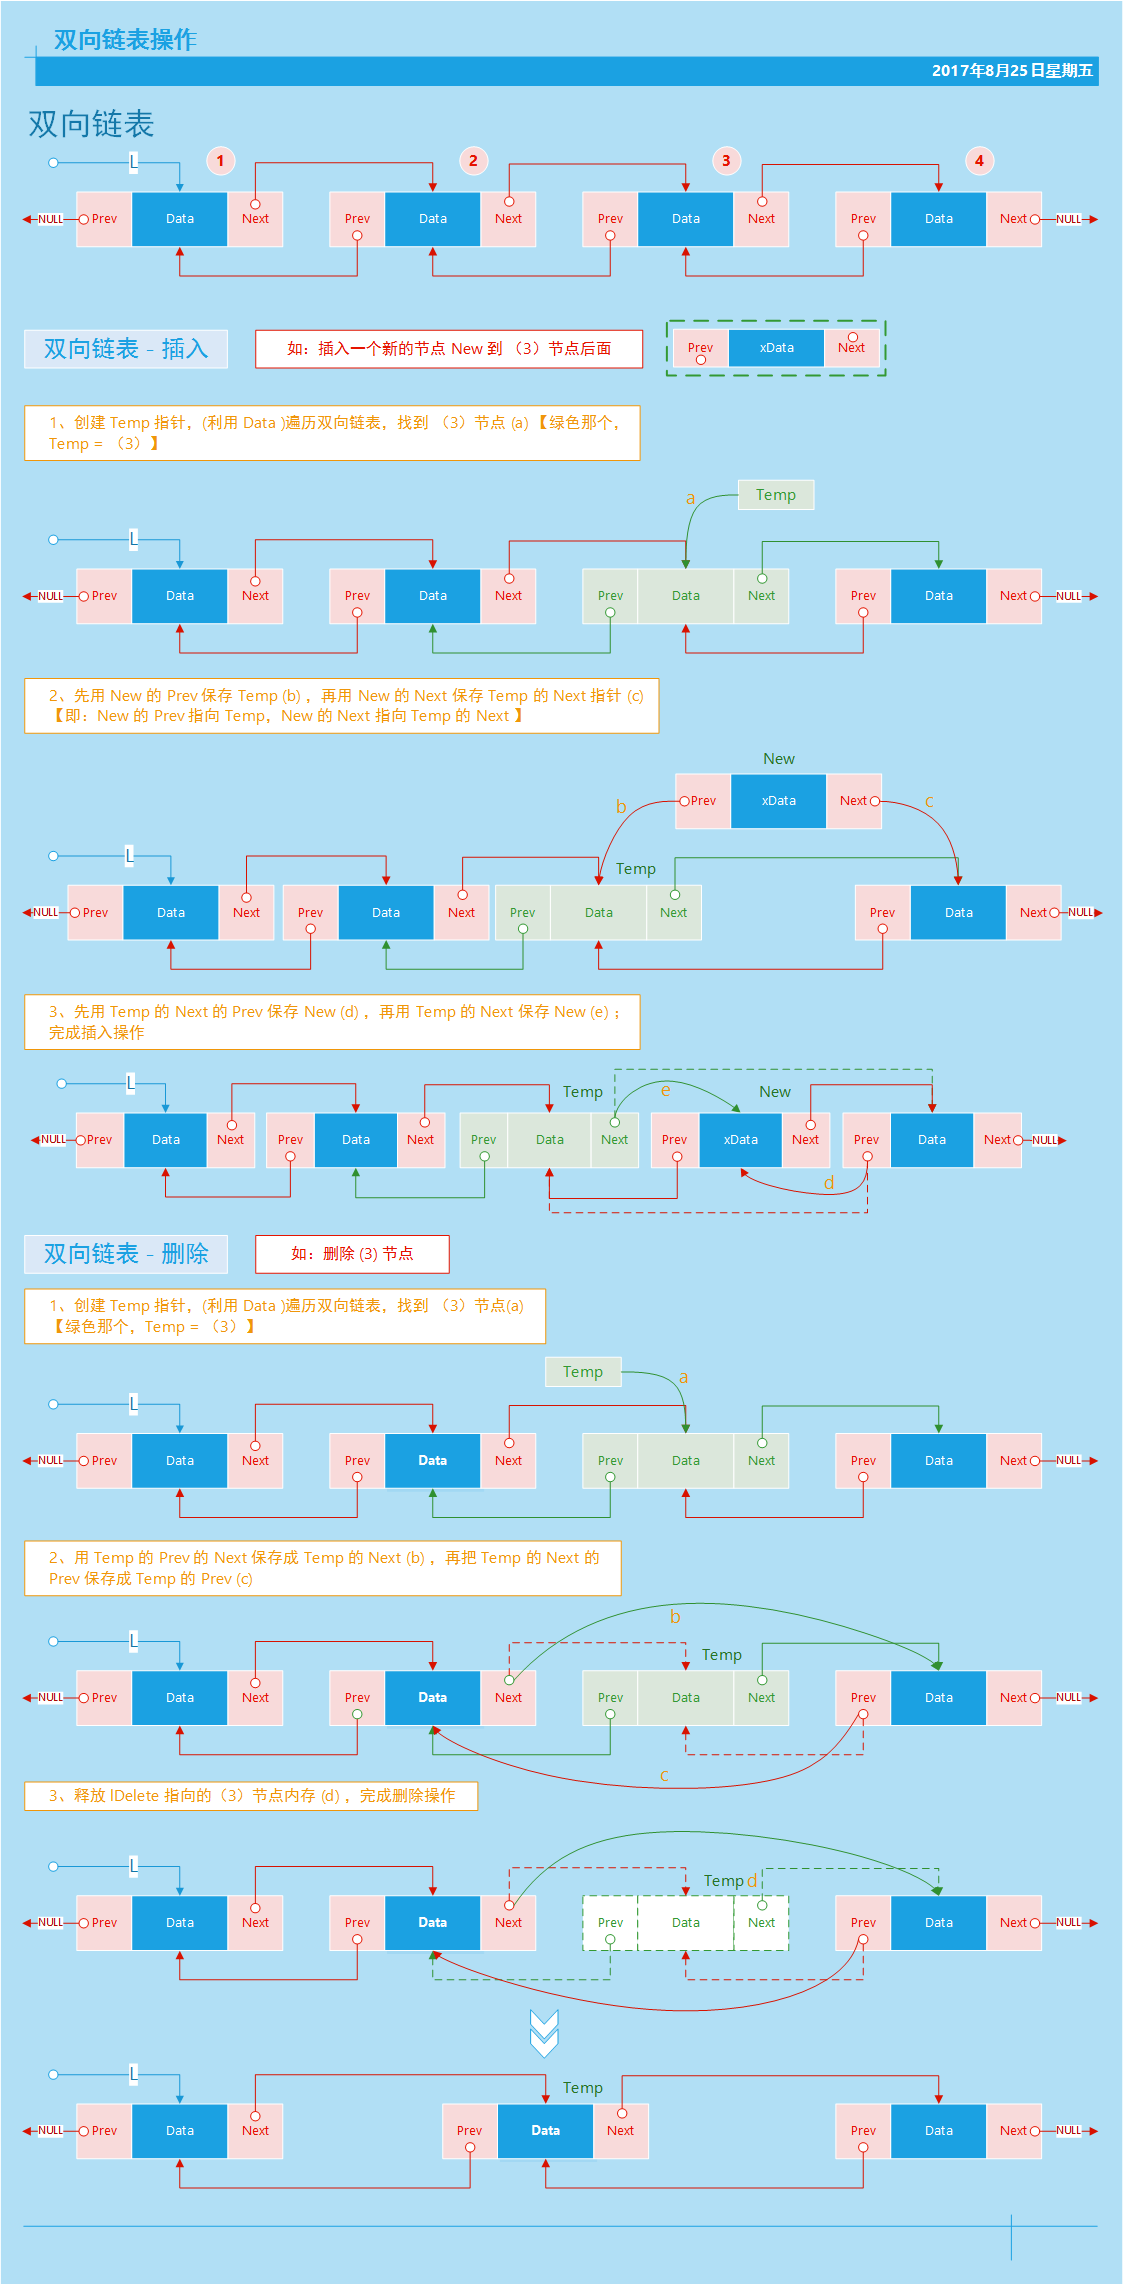 双向链表操作
2017年8月25日星期五
双向链表
L
1
2
3
4
NULL
Prev
Data
Next
Prev
Data
Next
Prev
Data
Next
Prev
Data
Next
NULL
双向链表 - 插入
如：插入一个新的节点 New 到 （3）节点后面
Prev
xData
Next
1、创建 Temp 指针，(利用 Data )遍历双向链表，找到 （3）节点 (a) 【绿色那个，
Temp = （3）】
a
Temp
L
NULL
Prev
Data
Next
Prev
Data
Next
Prev
Data
Next
Prev
Data
Next
NULL
2、先用 New 的 Prev 保存 Temp (b) ，再用 New 的 Next 保存 Temp 的 Next 指针 (c)
【即：New 的 Prev 指向 Temp，New 的 Next 指向 Temp 的 Next 】
New
b
Prev
xData
Next
c
L
Temp
NULL
Prev
Data
Next
Prev
Data
Next
Prev
Data
Next
Prev
Data
Next
NULL
3、先用 Temp 的 Next 的 Prev 保存 New (d) ，再用 Temp 的 Next 保存 New (e) ；
完成插入操作
L
Temp
e
New
NULL
Prev
Data
Next
Prev
Data
Next
Prev
Data
Next
Prev
xData
Next
Prev
Data
Next
NULL
d
双向链表 - 删除
如：删除 (3) 节点
1、创建 Temp 指针，(利用 Data )遍历双向链表，找到 （3）节点(a)
【绿色那个，Temp = （3）】
Temp
a
L
NULL
Prev
Data
Next
Prev
Data
Next
Prev
Data
Next
Prev
Data
Next
NULL
2、用 Temp 的 Prev 的 Next 保存成 Temp 的 Next (b) ，再把 Temp 的 Next 的
Prev 保存成 Temp 的 Prev (c)
b
L
Temp
NULL
Prev
Data
Next
Prev
Data
Next
Prev
Data
Next
Prev
Data
Next
NULL
c
3、释放 lDelete 指向的（3）节点内存 (d) ，完成删除操作
L
Temp
d
NULL
Prev
Data
Next
Prev
Data
Next
Prev
Data
Next
Prev
Data
Next
NULL
L
Temp
NULL
Prev
Data
Next
Prev
Data
Next
Prev
Data
Next
NULL